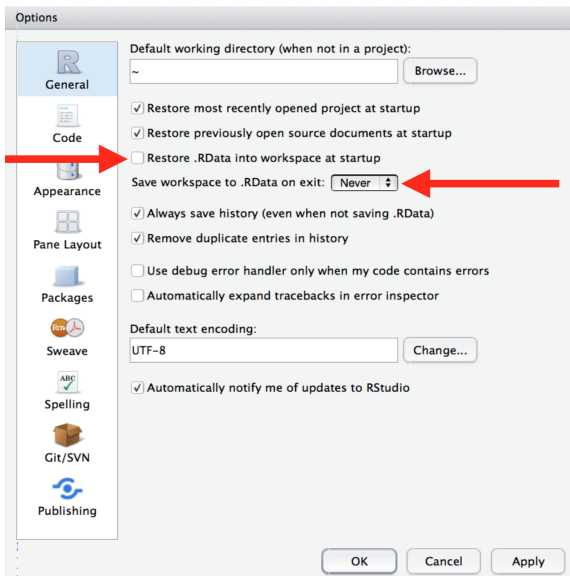 Options
General
Code
Appearance
Pane Layout
Packages
Sweave
Spelling
Git/SVN
Publishing
Default working directory (when not in a project):
~
Browse...
Restore most recently opened project at startup
Restore previously open source documents at startup
Restore .RData into workspace at startup
Save workspace to .RData on exit: Never
Always save history (even when not saving .RData)
Remove duplicate entries in history
Use debug error handler only when my code contains errors
Automatically expand tracebacks in error inspector
Default text encoding:
UTF-8
Change...
Automatically notify me of updates to RStudio
OK
Cancel
Apply
R
ABC